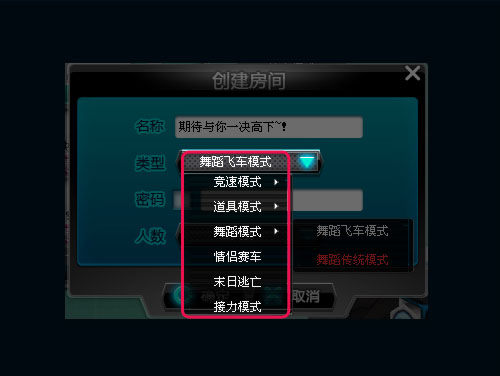 创建房间
名称 期待与你一决高下~!
类型 舞蹈飞车模式
竞速模式
密码
道具模式
人数 舞蹈模式 舞蹈飞车模式
情侣赛车 舞蹈传统模式
末日逃亡
取消
接力模式